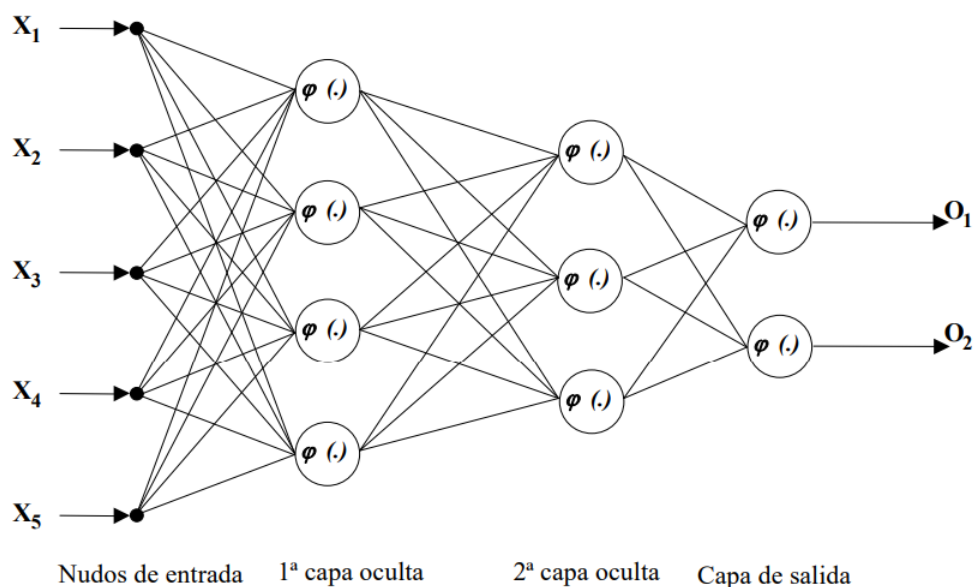 X1
φ (.)
X2
φ (.)
φ (.)
O1
φ (.)
X3
φ (.)
φ (.)
O2
φ (.)
X4
φ (.)
φ (.)
X5
Nudos de entrada 1ª capa oculta 2ª capa oculta Capa de salida